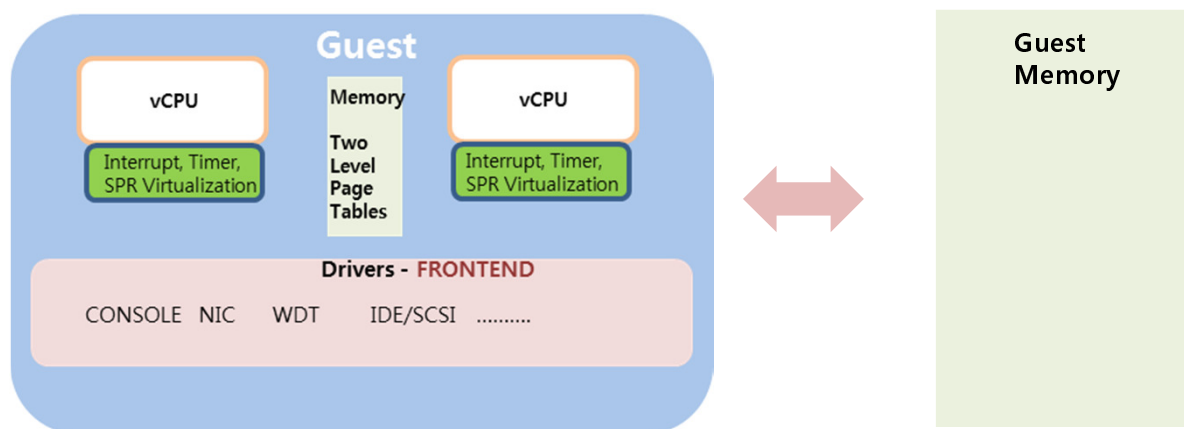 Guest
vCPU
Interrupt, Timer,
SPR Virtualization
Memory
Two
Level
Page
Tables
vCPU
Interrupt, Timer,
SPR Virtualization
Drivers - FRONTEND
CONSOLE NIC WDT IDE/SCSI ..........
Guest
Memory